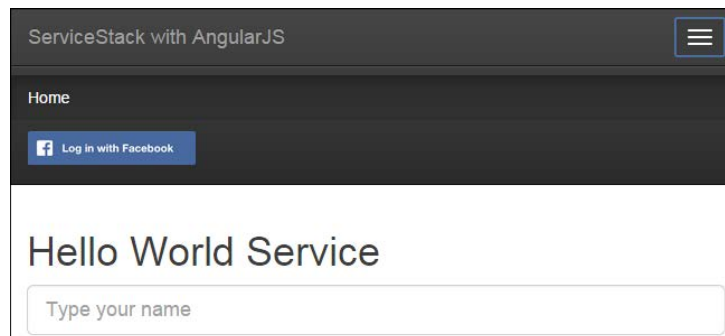 ServiceStack with AngularJS
Home
Log in with Facebook
Hello World Service
Type your name